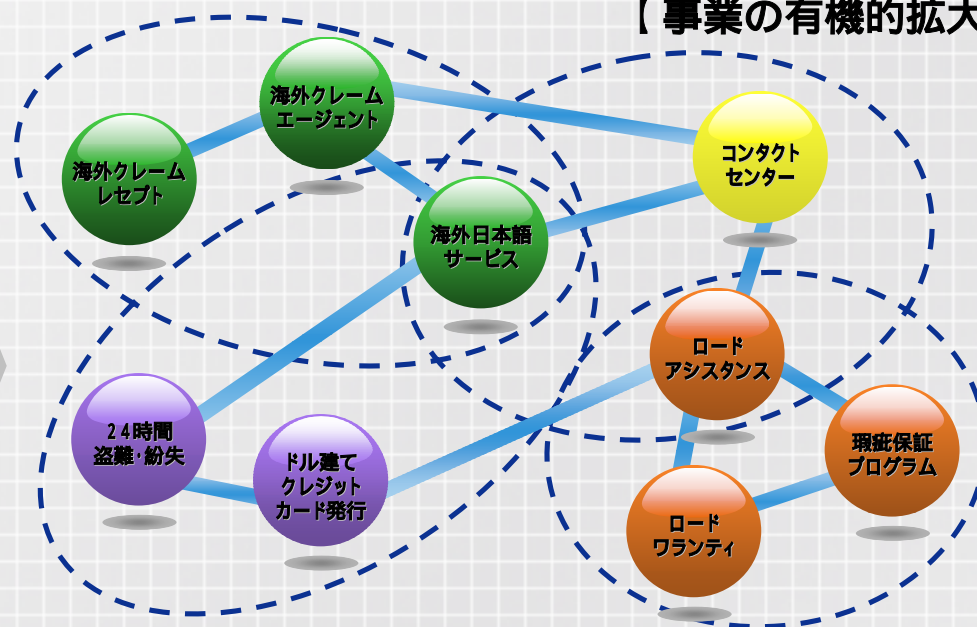 【 事業の有機的拡大
海外クレーム
エージェント
海外クレーム
レセプト
コンタクト
センター
海外日本語
サービス
ロード
アシスタンス
24時間
盗難･紛失
ドル建て
クレジット
カード発行
瑕疵保証
プログラム
ロード
ワランティ